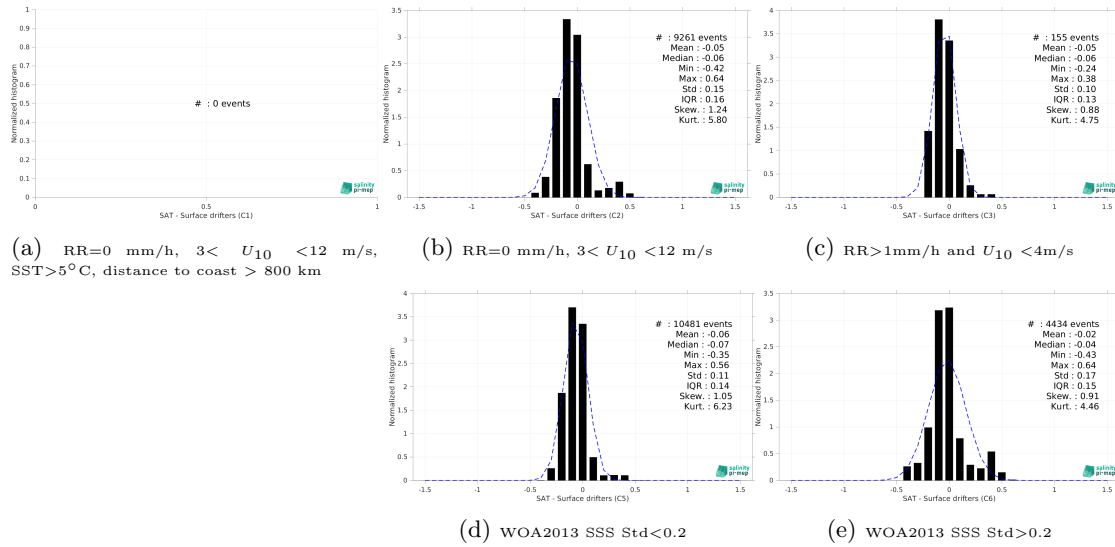 1
0.9
0.8
0.7
0.6
0.5
0.4
0.3
0.2
0.1
0
Normalized histogram
# : 0 events
salinity
pi-mep
0 0.5 1
SAT - Surface drifters (C1)
(a) RR=0 mm/h, 3< U10 <12 m/s,
SST>5°C, distance to coast > 800 km
3.5
3
2.5
2
1.5
1
0.5
0
Normalized histogram
# : 9261 events
Mean : -0.05
Median : -0.06
Min : -0.42
Max : 0.64
Std : 0.15
IQR : 0.16
Skew. : 1.24
Kurt. : 5.80
salinity
pi-mep
-1.5 -1 -0.5 0 0.5 1 1.5
SAT - Surface drifters (C2)
(b) RR=0 mm/h, 3< U10 <12 m/s
4
3.5
3
2.5
2
1.5
1
0.5
0
Normalized histogram
# : 155 events
Mean : -0.05
Median : -0.06
Min : -0.24
Max : 0.38
Std : 0.10
IQR : 0.13
Skew. : 0.88
Kurt. : 4.75
salinity
pi-mep
-1.5 -1 -0.5 0 0.5 1 1.5
SAT - Surface drifters (C3)
(c) RR>1mm/h and U10 <4m/s
4
3.5
3
2.5
2
1.5
1
0.5
0
Normalized histogram
# : 10481 events
Mean : -0.06
Median : -0.07
Min : -0.35
Max : 0.56
Std : 0.11
IQR : 0.14
Skew. : 1.05
Kurt. : 6.23
salinity
pi-mep
-1.5 -1 -0.5 0 0.5 1 1.5
SAT - Surface drifters (C5)
(d) WOA2013 SSS Std<0.2
3.5
3
2.5
2
1.5
1
0.5
0
Normalized histogram
# : 4434 events
Mean : -0.02
Median : -0.04
Min : -0.43
Max : 0.64
Std : 0.17
IQR : 0.15
Skew. : 0.91
Kurt. : 4.46
salinity
pi-mep
-1.5 -1 -0.5 0 0.5 1 1.5
SAT - Surface drifters (C6)
(e) WOA2013 SSS Std>0.2